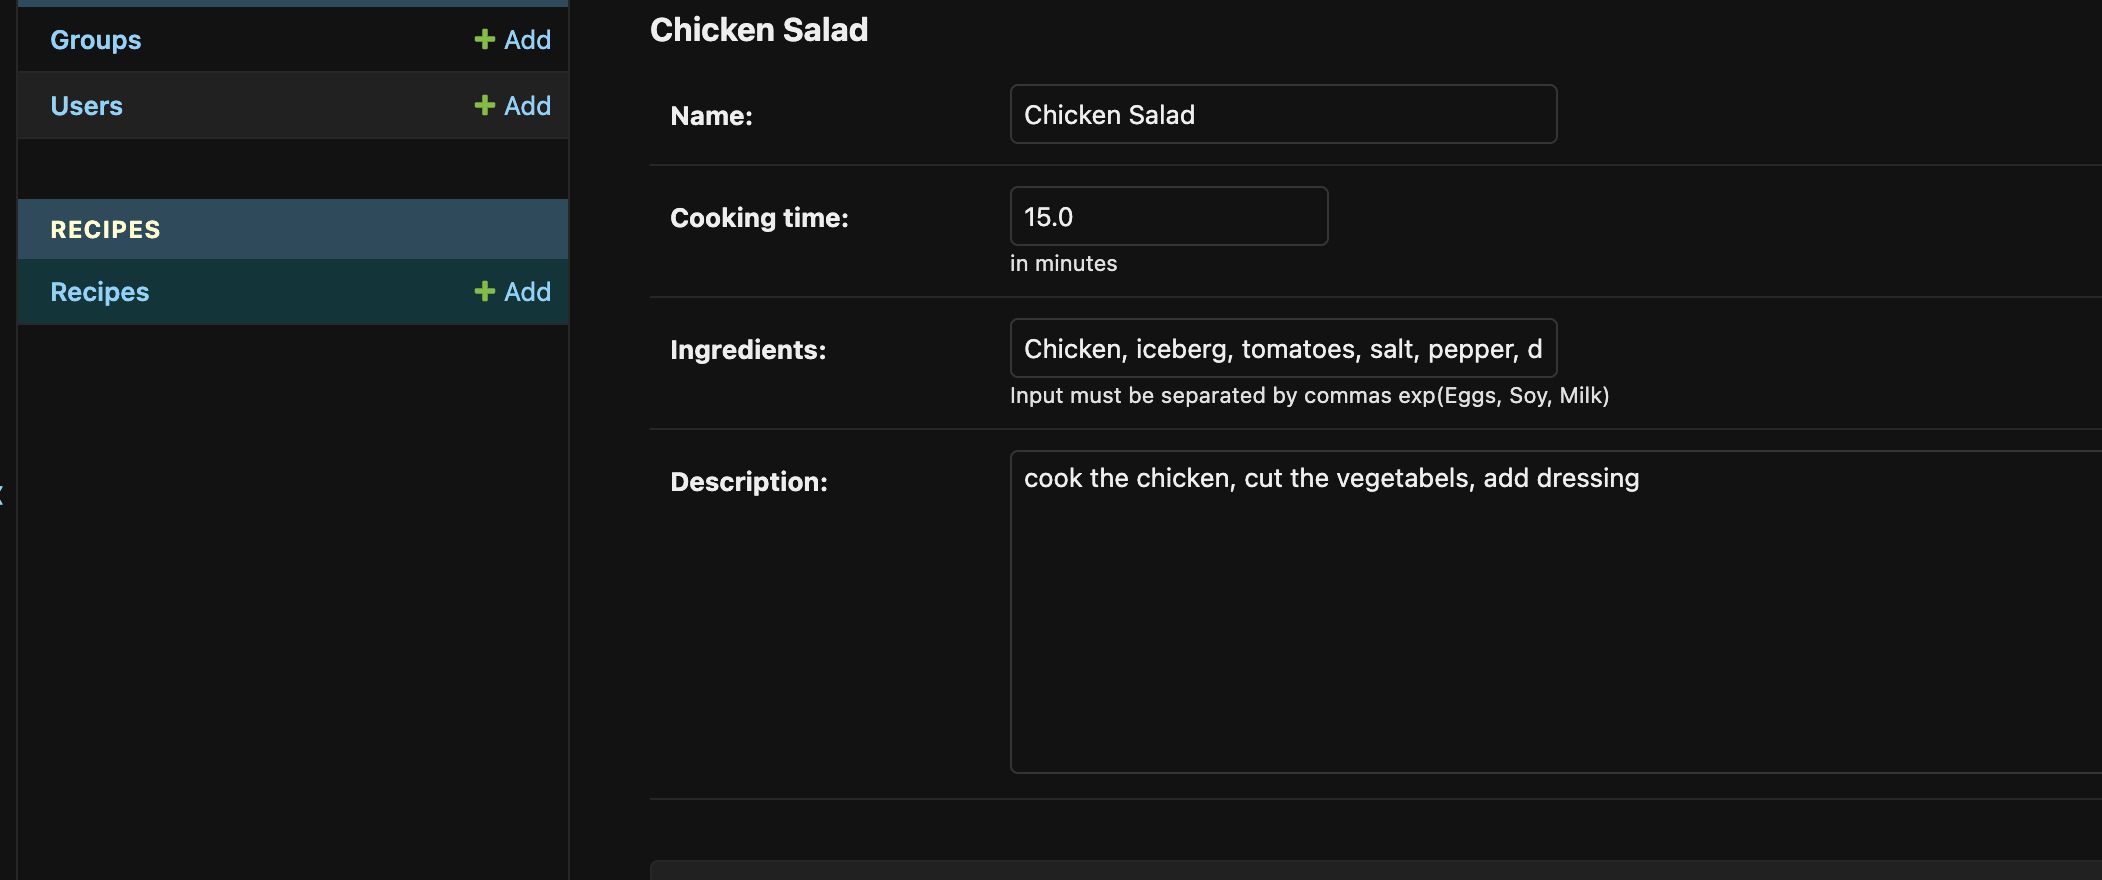 Groups
Add
Users
Add
RECIPES
Recipes
Add
Chicken Salad
Name:
Chicken Salad
Cooking time:
15.0
in minutes
Ingredients:
Chicken, iceberg, tomatoes, salt, pepper, d
Input must be separated by commas exp(Eggs, Soy, Milk)
Description:
cook the chicken, cut the vegetabels, add dressing